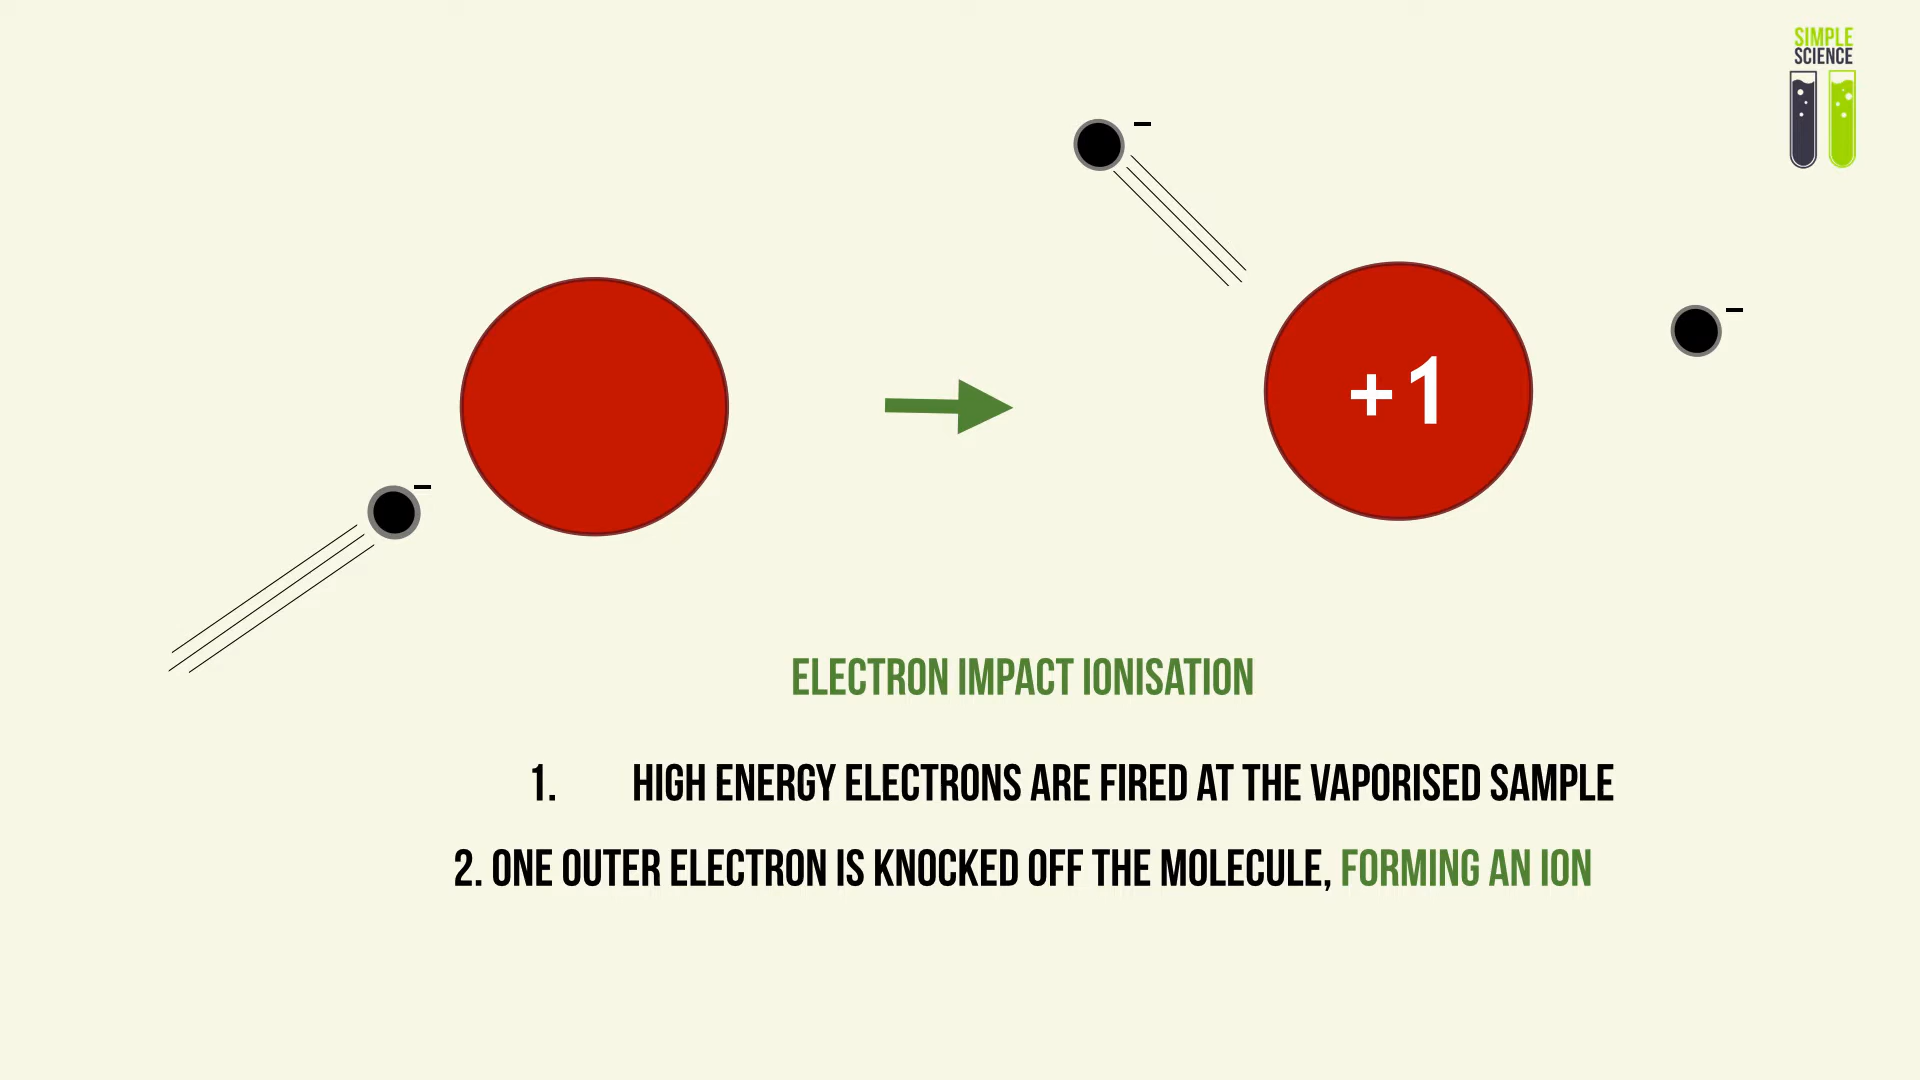 SIMPLE
SCIENCE
-
-
+1
-
ELECTRON IMPACT IONISATION
1. HIGH ENERGY ELECTRONS ARE FIRED AT THE VAPORISED SAMPLE
2. ONE OUTER ELECTRON IS KNOCKED OFF THE MOLECULE, FORMING AN ION